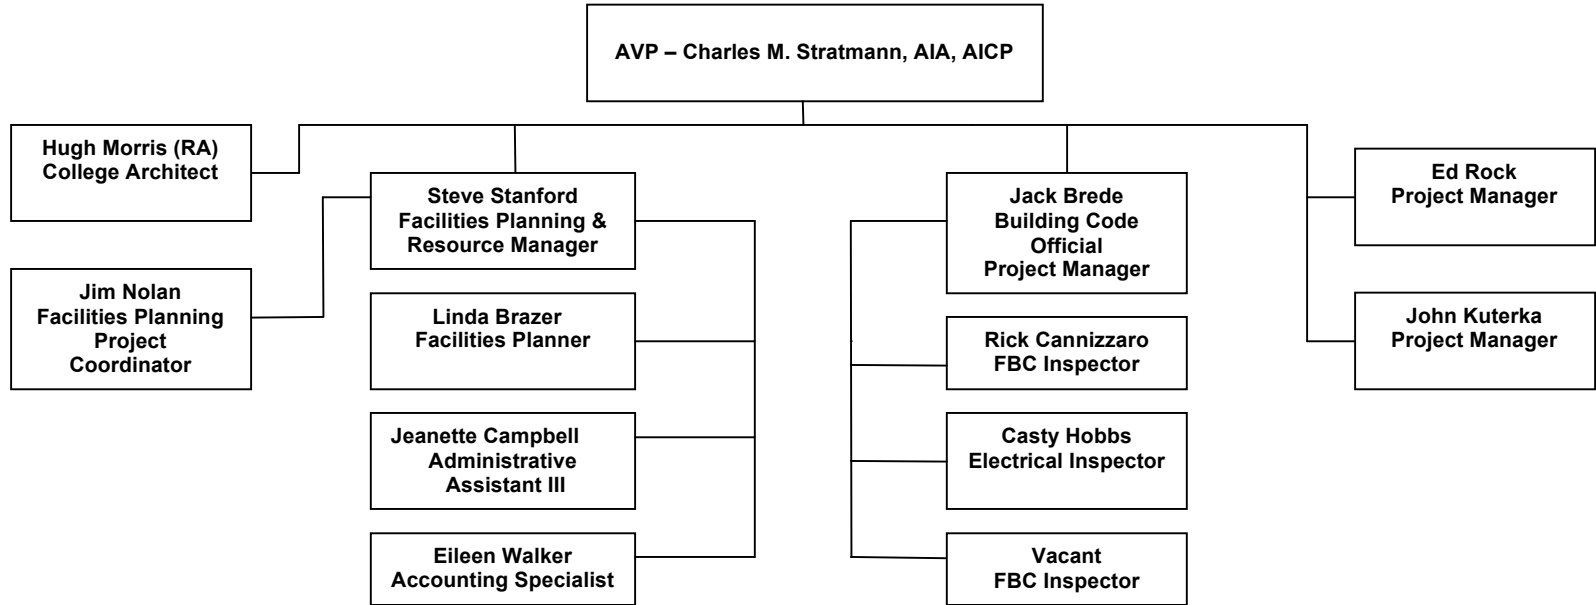 AVP – Charles M. Stratmann, AIA, AICP
Hugh Morris (RA)
College Architect
Jim Nolan
Facilities Planning
Project
Coordinator
Steve Stanford
Facilities Planning &
Resource Manager
Linda Brazer
Facilities Planner
Jeanette Campbell
Administrative
Assistant III
Eileen Walker
Accounting Specialist
Jack Brede
Building Code
Official
Project Manager
Rick Cannizzaro
FBC Inspector
Casty Hobbs
Electrical Inspector
Vacant
FBC Inspector
Ed Rock
Project Manager
John Kuterka
Project Manager